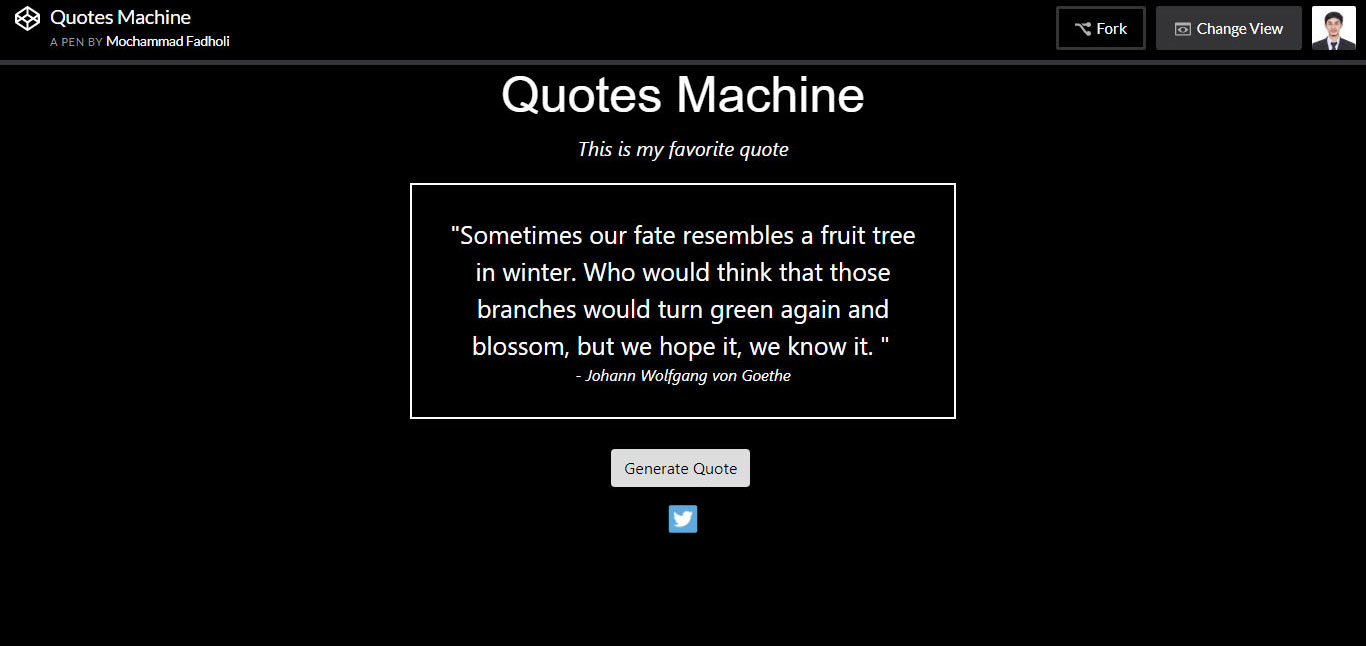 Quotes Machine
A PEN BY Mochammad Fadholi
Fork
Change View
Quotes Machine
This is my favorite quote
"Sometimes our fate resembles a fruit tree
in winter. Who would think that those
branches would turn green again and
blossom, but we hope it, we know it. "
- Johann Wolfgang von Goethe
Generate Quote